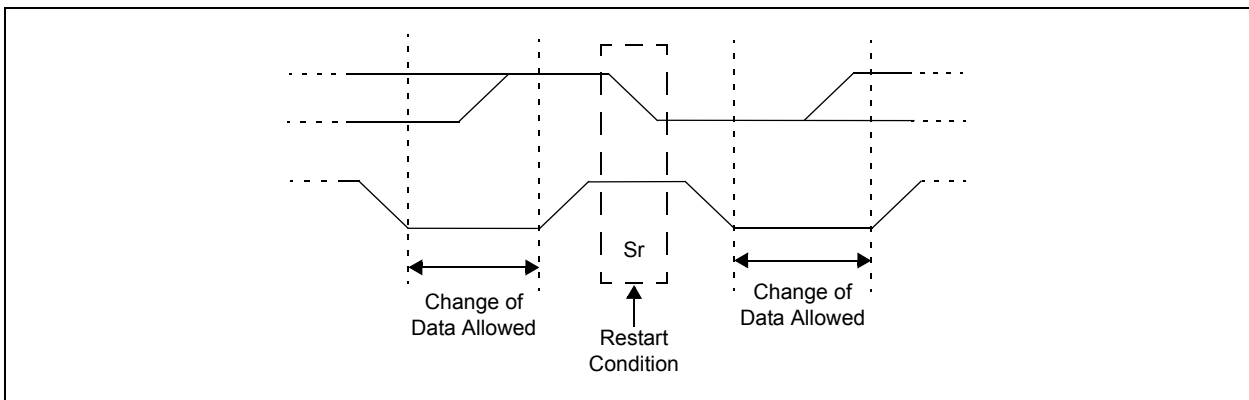 Sr
Change of
Data Allowed
Restart
Condition
Change of
Data Allowed